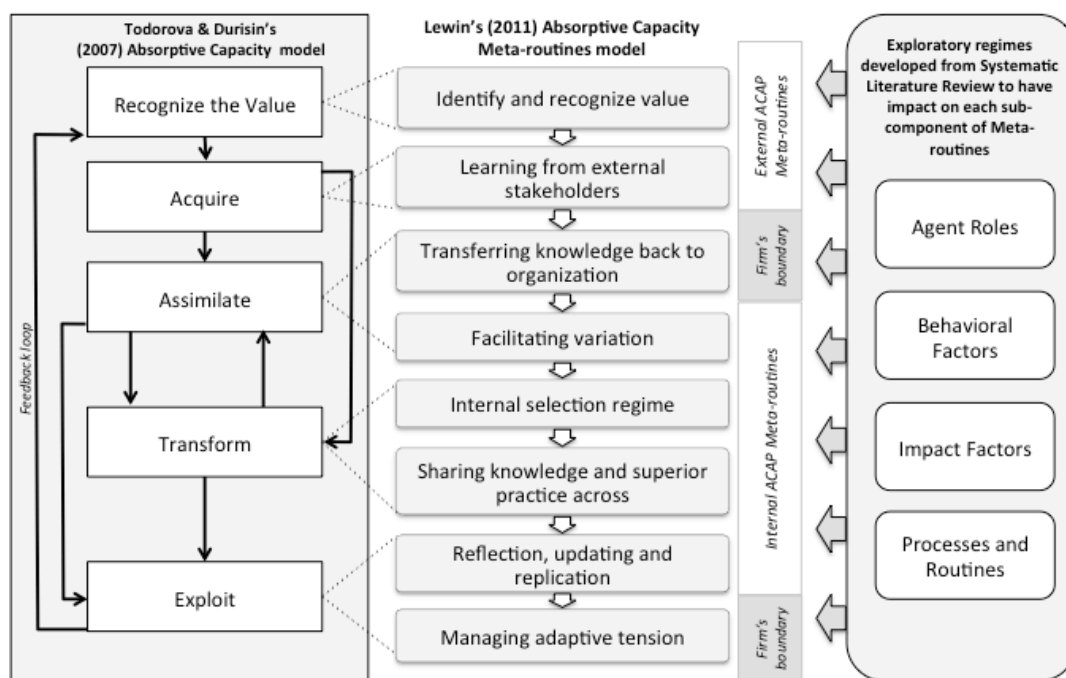 Todorova & Durisin's
(2007) Absorptive Capacity model
Recognize the Value
Acquire
Assimilate
Transform
Exploit
Feedback loop
Lewin's (2011) Absorptive Capacity
Meta-routines model
Identify and recognize value
Learning from external
stakeholders
Transferring knowledge back to
organization
Facilitating variation
Internal selection regime
Sharing knowledge and superior
practice across
Reflection, updating and
replication
Managing adaptive tension
External ACAP
Meta-routines
Firm's
boundary
Internal ACAP Meta-routines
Firm's
boundary
Exploratory regimes
developed from Systematic
Literature Review to have
impact on each sub-
component of Meta-
routines
Agent Roles
Behavioral
Factors
Impact Factors
Processes and
Routines